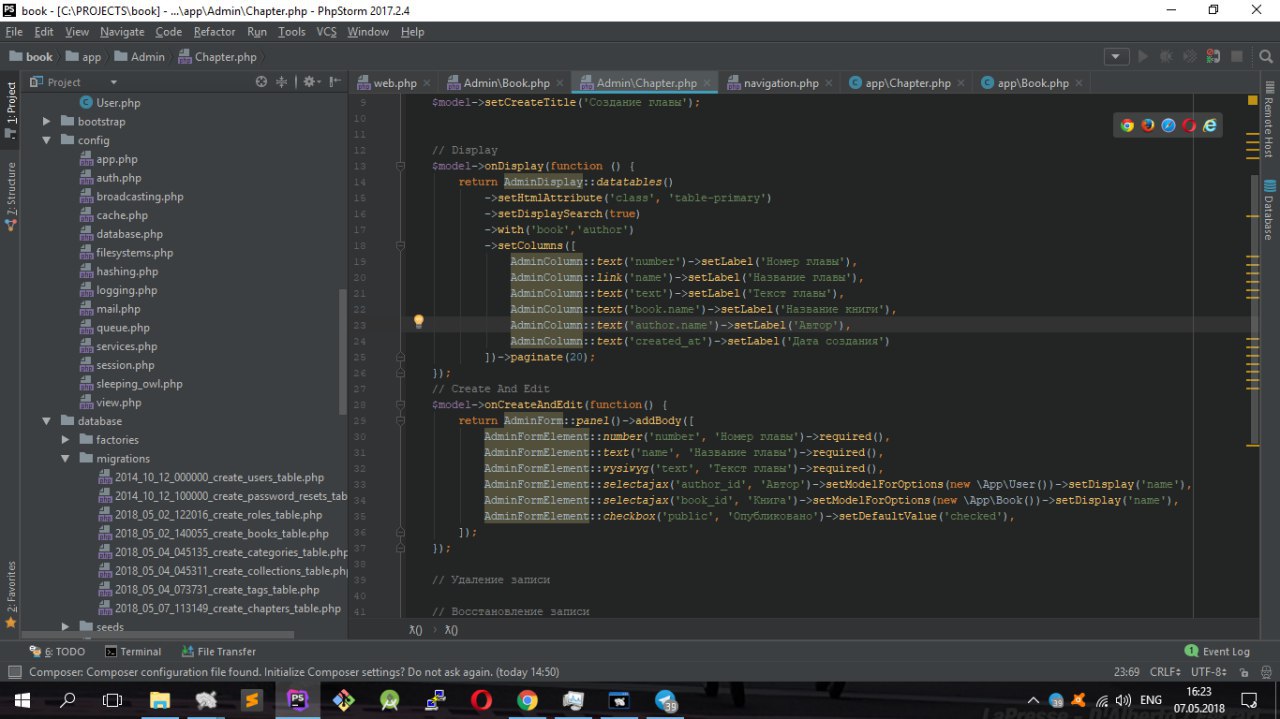 book - [C:\PROJECTS\book] - ...\app\Admin\Chapter.php - PhpStorm 2017.2.4
File Edit View Navigate Code Refactor Run Tools VCS Window Help
book app Admin Chapter.php
Project
web.php Admin\Book.php Admin\Chapter.php navigation.php app\Chapter.php app\Book.php
1: Project
7: Structure
2: Favorites
User.php
bootstrap
config
app.php
auth.php
broadcasting.php
cache.php
database.php
filesystems.php
hashing.php
logging.php
mail.php
queue.php
services.php
session.php
sleeping_owl.php
view.php
database
factories
migrations
2014_10_12_000000_create_users_table.php
2014_10_12_100000_create_password_resets_tab
2018_05_02_122016_create_roles_table.php
2018_05_02_140055_create_books_table.php
2018_05_04_045135_create_categories_table.php
2018_05_04_045311_create_collections_table.php
2018_05_04_073731_create_tags_table.php
2018_05_07_113149_create_chapters_table.php
seeds
9 $model->setCreateTitle('Создание главы');
10
11
12 // Display
13 $model->onDisplay(function () {
14 return AdminDisplay::datatables()
15 ->setHtmlAttribute('class', 'table-primary')
16 ->setDisplaySearch(true)
17 ->with('book','author')
18 ->setColumns([
19 AdminColumn::text('number')->setLabel('Номер главы'),
20 AdminColumn::link('name')->setLabel('Название главы'),
21 AdminColumn::text('text')->setLabel('Текст главы'),
22 AdminColumn::text('book.name')->setLabel('Название книги'),
23 AdminColumn::text('author.name')->setLabel('Автор'),
24 AdminColumn::text('created_at')->setLabel('Дата создания')
25 ])->paginate(20);
26 });
27 // Create And Edit
28 $model->onCreateAndEdit(function() {
29 return AdminForm::panel()->addBody([
30 AdminFormElement::number('number', 'Номер главы')->required(),
31 AdminFormElement::text('name', 'Название главы')->required(),
32 AdminFormElement::wysiwyg('text', 'Текст главы')->required(),
33 AdminFormElement::selectajax('author_id', 'Автор')->setModelForOptions(new \App\User())->setDisplay('name'),
34 AdminFormElement::selectajax('book_id', 'Книга')->setModelForOptions(new \App\Book())->setDisplay('name'),
35 AdminFormElement::checkbox('public', 'Опубликовано')->setDefaultValue('checked'),
36 ]);
37 });
38
39 // Удаление записи
40
41 // Восстановление записи
λ() › λ()
Remote Host
Database
6: TODO Terminal File Transfer 1 Event Log
Composer: Composer configuration file found. Initialize Composer settings? Do not ask again. (today 14:50) 23:69 CRLF UTF-8
39 39 ENG 16:23
07.05.2018